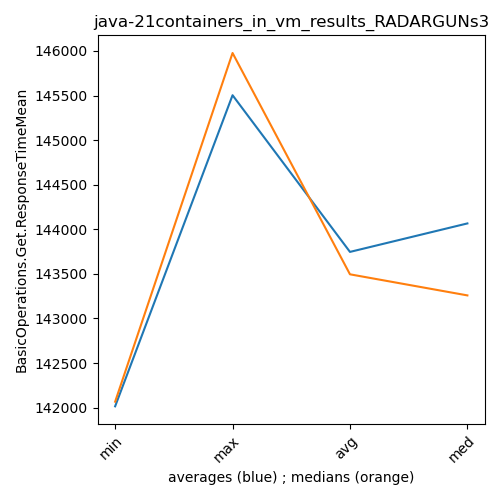 java-21containers_in_vm_results_RADARGUNs3
BasicOperations.Get.ResponseTimeMean
146000
145500
145000
144500
144000
143500
143000
142500
142000
min
max
avg
med
averages (blue) ; medians (orange)